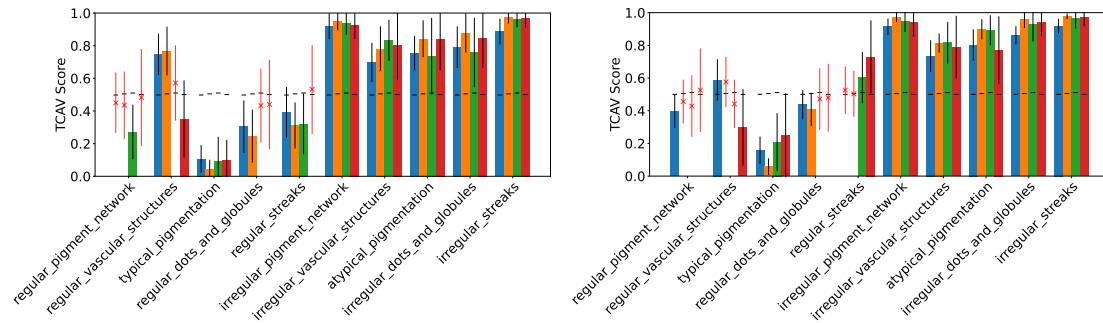 TCAV Score
1.0
0.8
0.6
0.4
0.2
0.0
regular_pigment_network
regular_vascular_structures
typical_pigmentation
regular_dots_and_globules
regular_streaks
irregular_pigment_network
irregular_vascular_structures
atypical_pigmentation
irregular_dots_and_globules
irregular_streaks
TCAV Score
1.0
0.8
0.6
0.4
0.2
0.0
regular_pigment_network
regular_vascular_structures
typical_pigmentation
regular_dots_and_globules
regular_streaks
irregular_pigment_network
irregular_vascular_structures
atypical_pigmentation
irregular_dots_and_globules
irregular_streaks